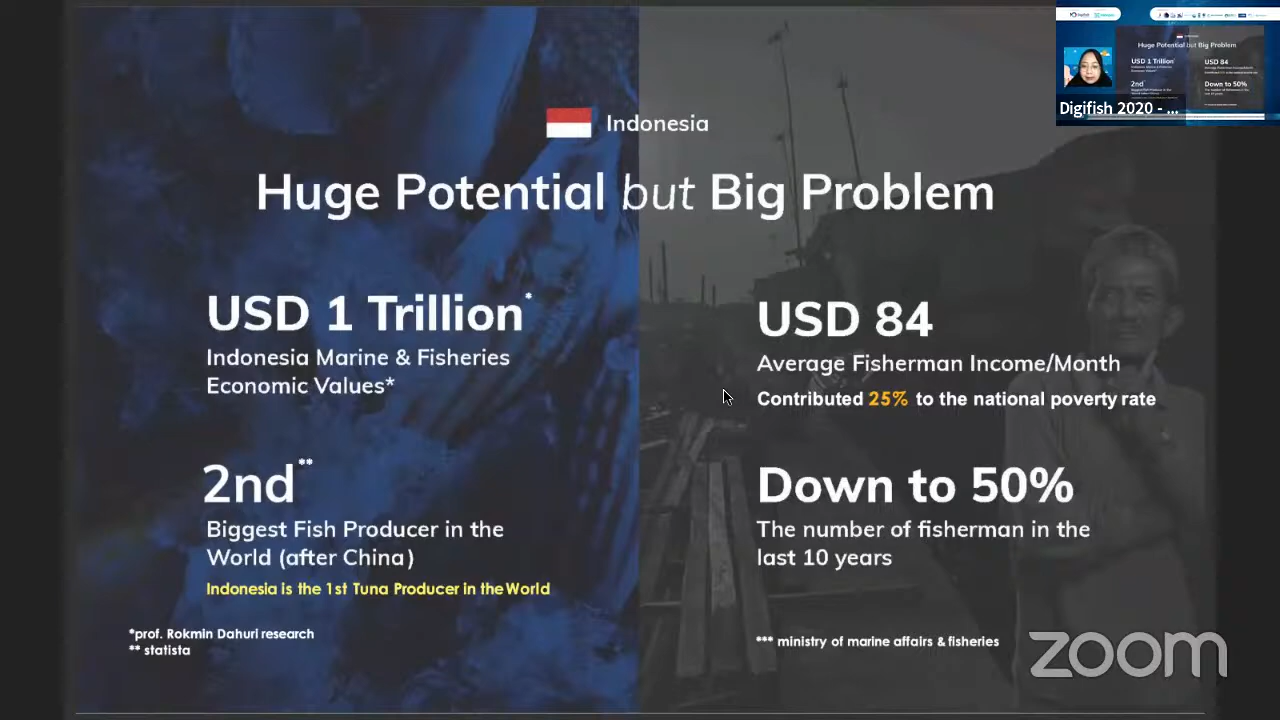 Indonesia
Huge Potential but Big Problem
USD 1 Trillion*
Indonesia Marine & Fisheries
Economic Values*
2nd**
Biggest Fish Producer in the
World (after China)
Indonesia is the 1st Tuna Producer in the World
*prof. Rokmin Dahuri research
** statista
USD 84
Average Fisherman Income/Month
Contributed 25% to the national poverty rate
Down to 50%
The number of fisherman in the
last 10 years
*** ministry of marine affairs & fisheries
zoom
Huge Potential but Big Problem
USD 1 Trillion*
2nd
USD 84
Down to 50%
Digifish 2020 - ...